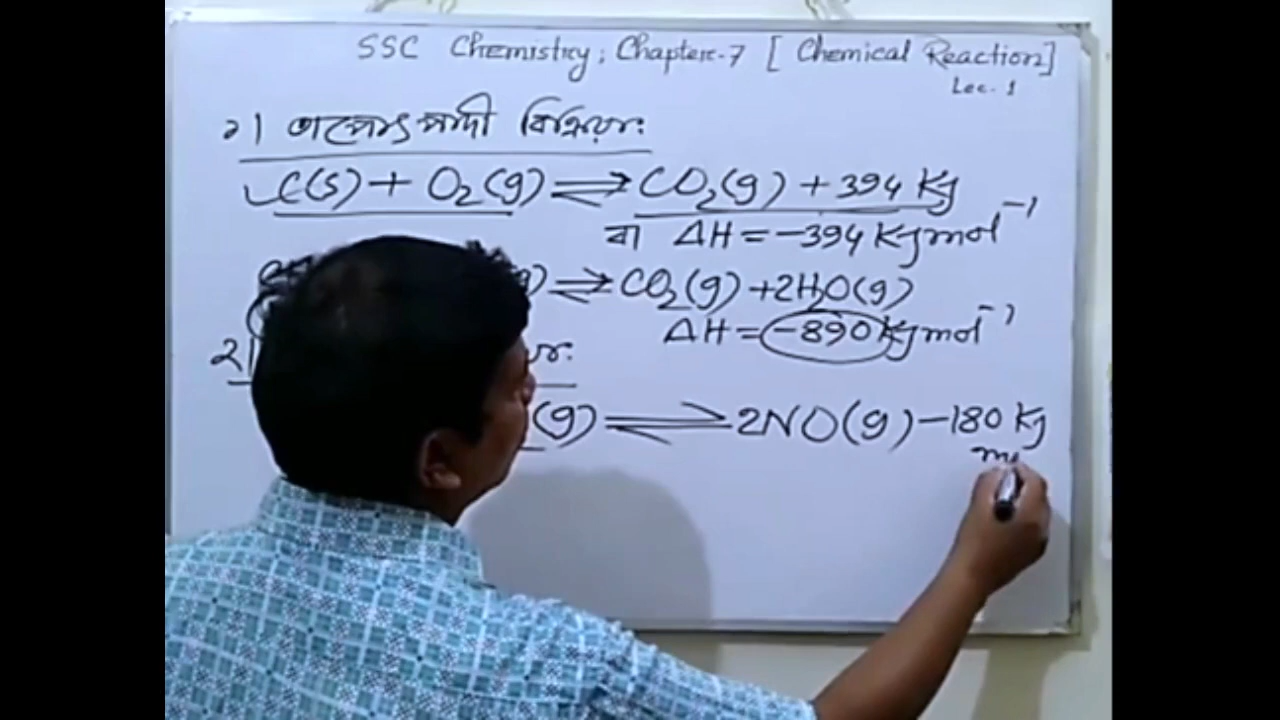 SSC Chemistry; Chapter-7 [Chemical Reaction]
Lec. 1
১। তাপোৎপাদী বিক্রিয়া:
C(s) + O₂(g) ⇌ CO₂(g) + 394 Kj
বা ΔH = -394 Kjmol⁻¹
g) ⇌ CO₂(g) + 2H₂O(g)
ΔH = -890 Kjmol⁻¹
২।
(g) ⇌ 2NO(g) - 180 Kj